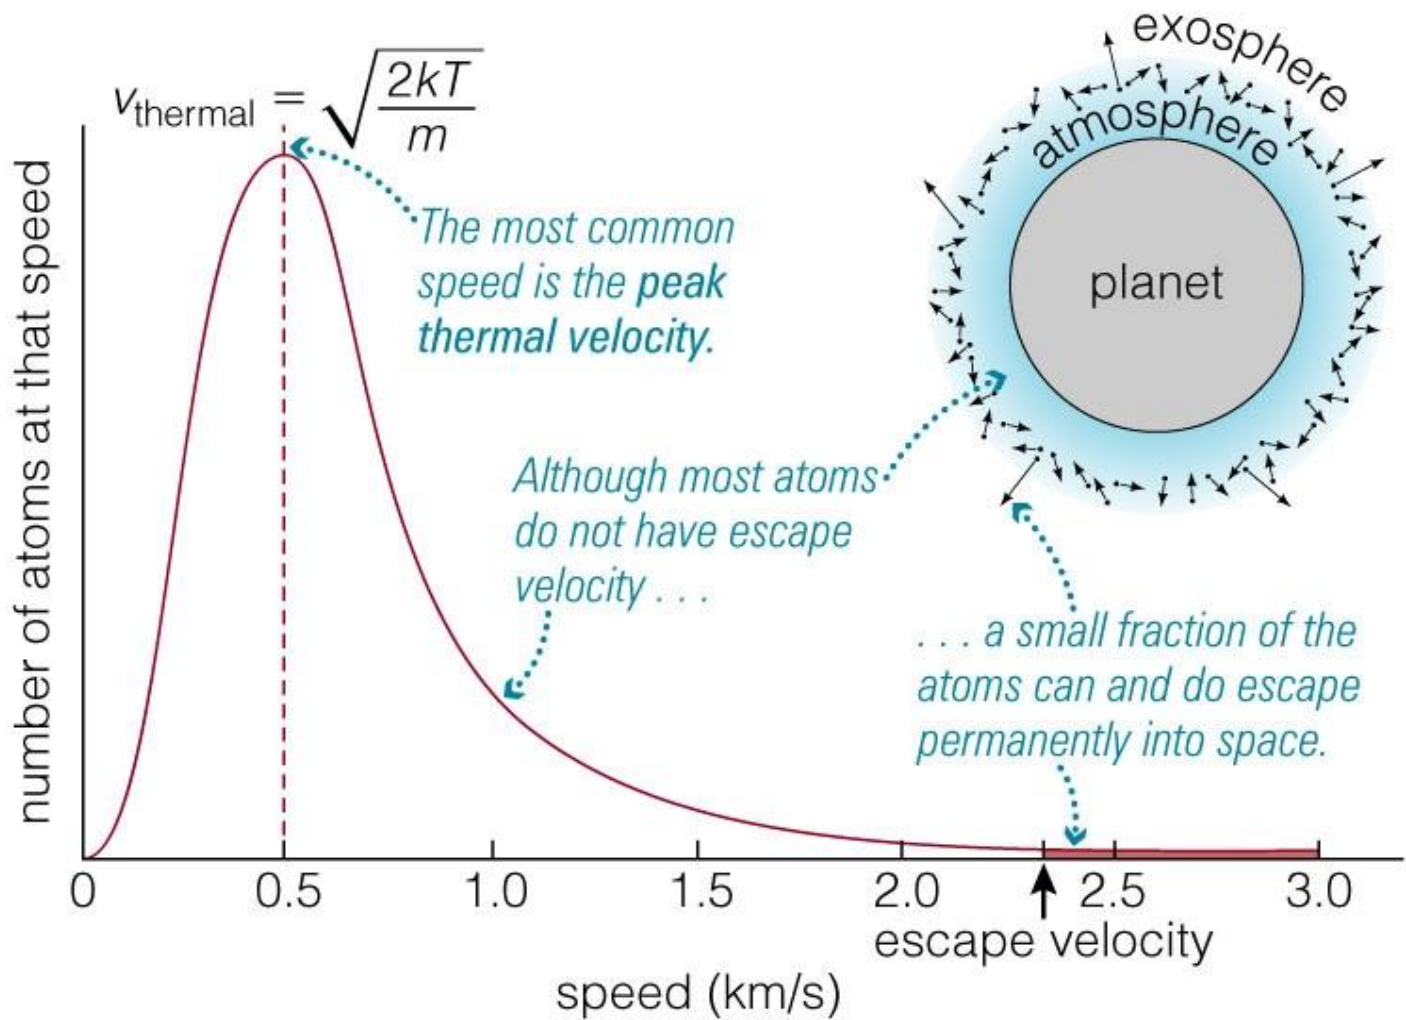 v_thermal = √(2kT/m)
exosphere
atmosphere
planet
The most common
speed is the peak
thermal velocity.
Although most atoms
do not have escape
velocity . . .
. . . a small fraction of the
atoms can and do escape
permanently into space.
number of atoms at that speed
0 0.5 1.0 1.5 2.0 2.5 3.0
escape velocity
speed (km/s)